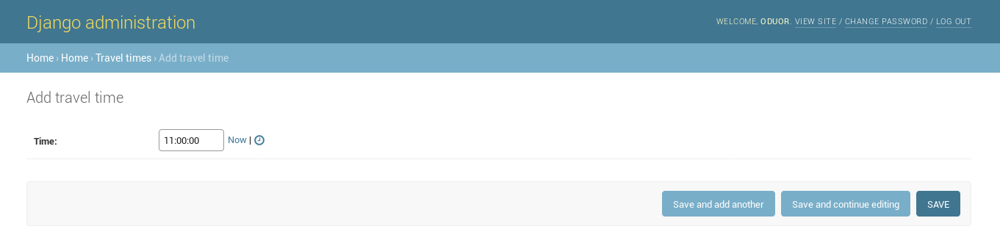 Django administration
WELCOME, ODUOR. VIEW SITE / CHANGE PASSWORD / LOG OUT
Home › Home › Travel times › Add travel time
Add travel time
Time: 11:00:00 Now |
Save and add another Save and continue editing SAVE